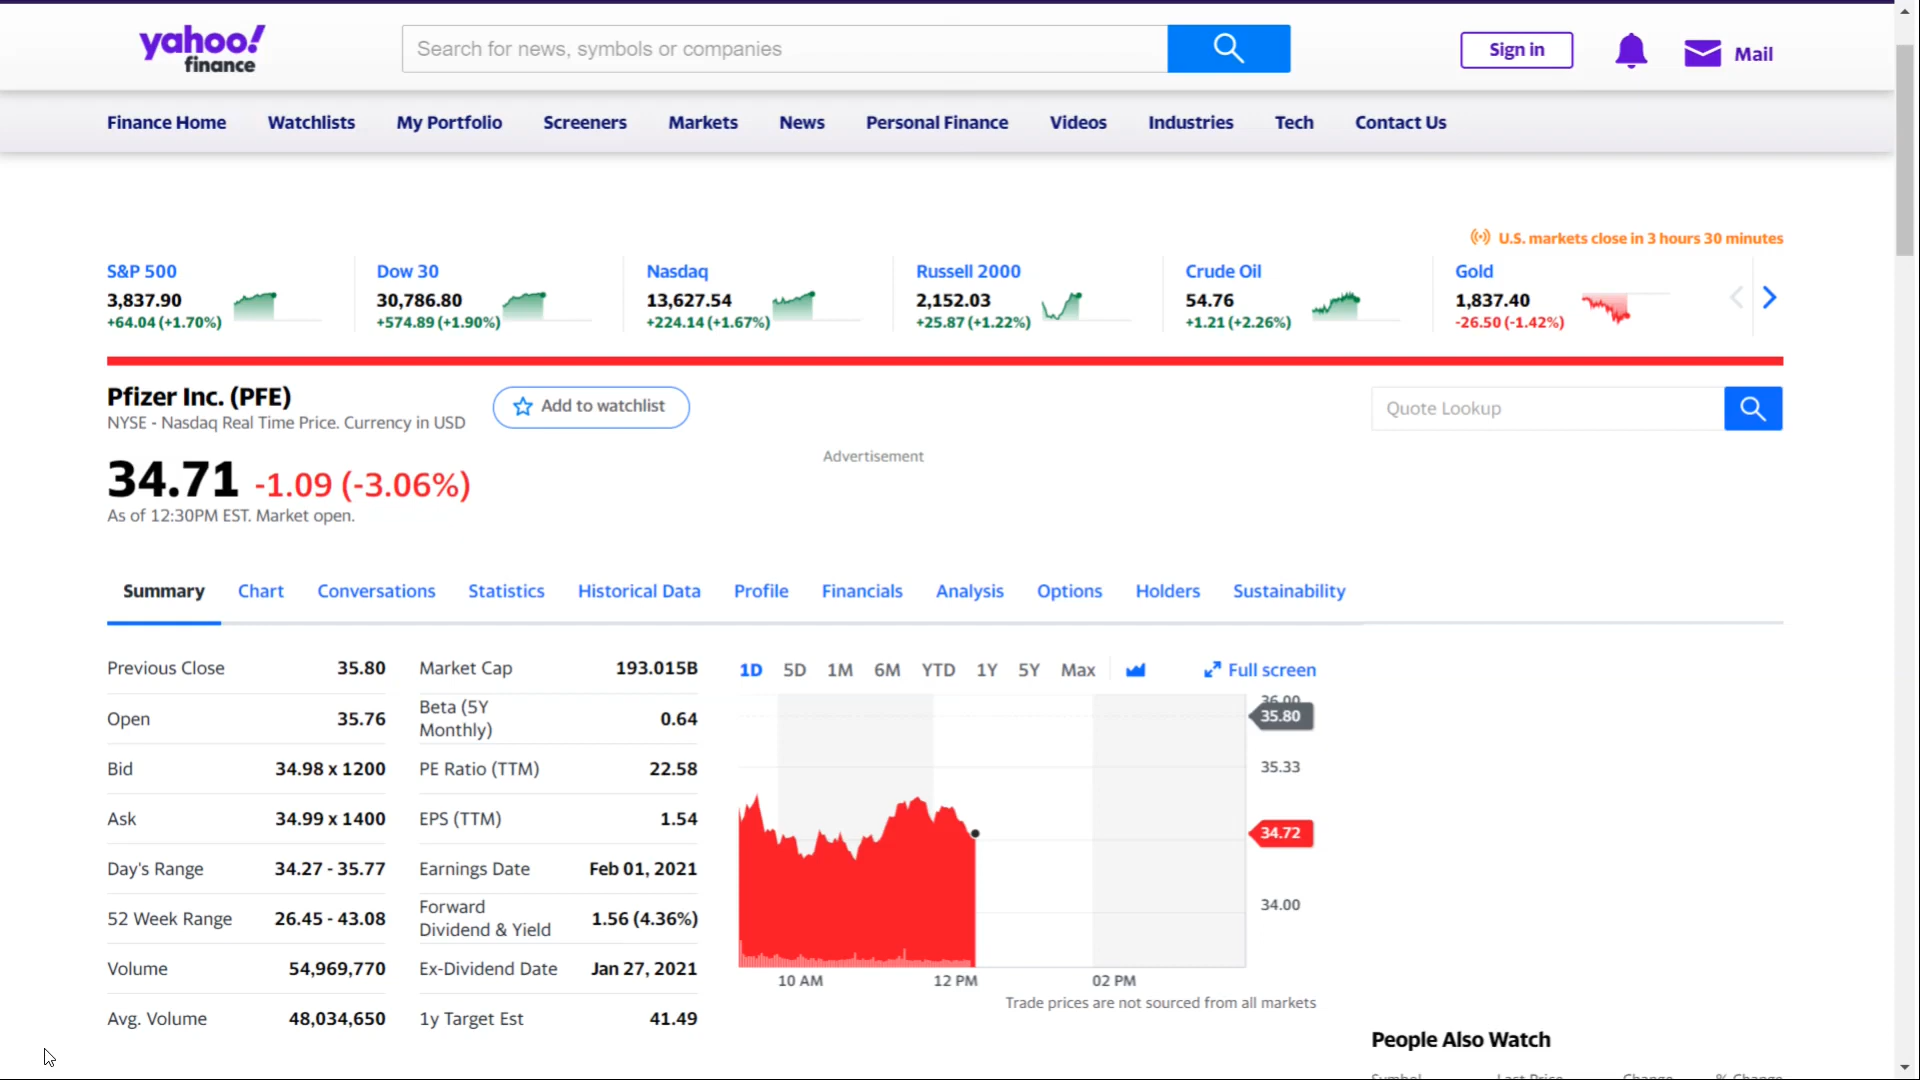 yahoo!
finance
Search for news, symbols or companies
Sign in
Mail
Finance Home Watchlists My Portfolio Screeners Markets News Personal Finance Videos Industries Tech Contact Us
U.S. markets close in 3 hours 30 minutes
S&P 500 Dow 30 Nasdaq Russell 2000 Crude Oil Gold
3,837.90 30,786.80 13,627.54 2,152.03 54.76 1,837.40
+64.04 (+1.70%) +574.89 (+1.90%) +224.14 (+1.67%) +25.87 (+1.22%) +1.21 (+2.26%) -26.50 (-1.42%)
Pfizer Inc. (PFE)
NYSE - Nasdaq Real Time Price. Currency in USD
Add to watchlist
Quote Lookup
Advertisement
34.71 -1.09 (-3.06%)
As of 12:30PM EST. Market open.
Summary Chart Conversations Statistics Historical Data Profile Financials Analysis Options Holders Sustainability
Previous Close 35.80
Open 35.76
Bid 34.98 x 1200
Ask 34.99 x 1400
Day's Range 34.27 - 35.77
52 Week Range 26.45 - 43.08
Volume 54,969,770
Avg. Volume 48,034,650
Market Cap 193.015B
Beta (5Y
Monthly) 0.64
PE Ratio (TTM) 22.58
EPS (TTM) 1.54
Earnings Date Feb 01, 2021
Forward
Dividend & Yield 1.56 (4.36%)
Ex-Dividend Date Jan 27, 2021
1y Target Est 41.49
1D 5D 1M 6M YTD 1Y 5Y Max Full screen
36.00
35.80
35.33
34.72
34.00
10 AM 12 PM 02 PM
Trade prices are not sourced from all markets
People Also Watch
Symbol Last Price Change % Change